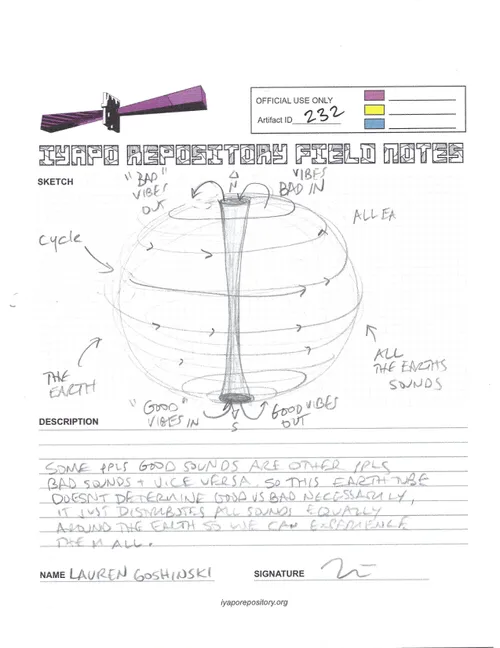 OFFICIAL USE ONLY
Artifact ID 232
IYAPO REPOSITORY FIELD NOTES
SKETCH
"BAD"
VIBES
OUT
N
VIBES
BAD IN
ALL EA
Cycle
THE
EARTH
ALL
THE EARTHS
SOUNDS
"GOOD"
VIBES IN
S
GOOD VIBES
OUT
DESCRIPTION
SOME PPLS GOOD SOUNDS ARE OTHER PPLS
BAD SOUNDS + VICE VERSA. SO THIS EARTH TUBE
DOESNT DETERMINE GOOD VS BAD NECESSARILY,
IT JUST DISTRIBUTES ALL SOUNDS EQUALLY
AROUND THE EARTH SO WE CAN EXPERIENCE
THEM ALL.
NAME LAUREN GOSHINSKI
SIGNATURE
iyaporepository.org